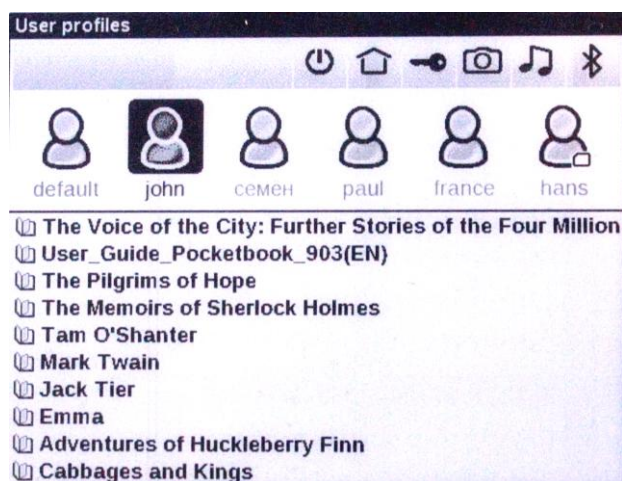 User profiles
default john семён paul france hans
The Voice of the City: Further Stories of the Four Million
User_Guide_Pocketbook_903(EN)
The Pilgrims of Hope
The Memoirs of Sherlock Holmes
Tam O'Shanter
Mark Twain
Jack Tier
Emma
Adventures of Huckleberry Finn
Cabbages and Kings